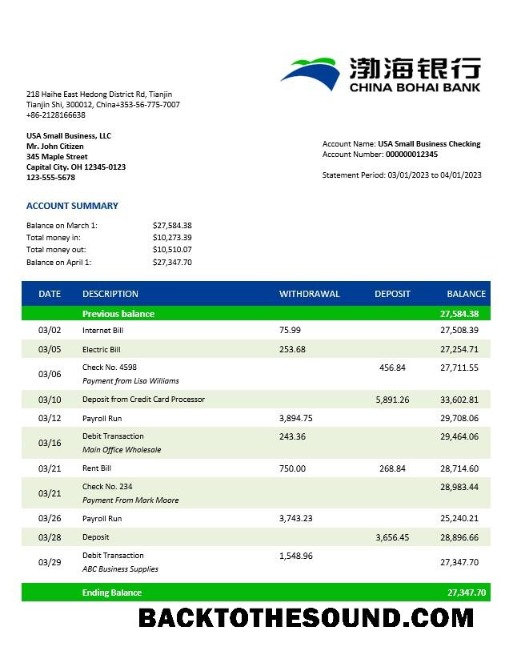 渤海银行
CHINA BOHAI BANK
218 Haihe East Hedong District Rd, Tianjin
Tianjin Shi, 300012, China+353-56-775-7007
+86-2128166638
USA Small Business, LLC
Mr. John Citizen
345 Maple Street
Capital City. OH 12345-0123
123-555-5678
Account Name: USA Small Business Checking
Account Number: 000000012345
Statement Period: 03/01/2023 to 04/01/2023
ACCOUNT SUMMARY
Balance on March 1: $27,584.38
Total money in: $10,273.39
Total money out: $10,510.07
Balance on April 1: $27,347.70
DATE DESCRIPTION WITHDRAWAL DEPOSIT BALANCE
Previous balance 27,584.38
03/02 Internet Bill 75.99 27,508.39
03/05 Electric Bill 253.68 27,254.71
03/06 Check No. 4598 456.84 27,711.55
Payment from Lisa Williams
03/10 Deposit from Credit Card Processor 5,891.26 33,602.81
03/12 Payroll Run 3,894.75 29,708.06
03/16 Debit Transaction 243.36 29,464.06
Main Office Wholesale
03/21 Rent Bill 750.00 268.84 28,714.60
03/21 Check No. 234 28,983.44
Payment From Mark Moore
03/26 Payroll Run 3,743.23 25,240.21
03/28 Deposit 3,656.45 28,896.66
03/29 Debit Transaction 1,548.96 27,347.70
ABC Business Supplies
Ending Balance 27,347.70
BACKTOTHESOUND.COM